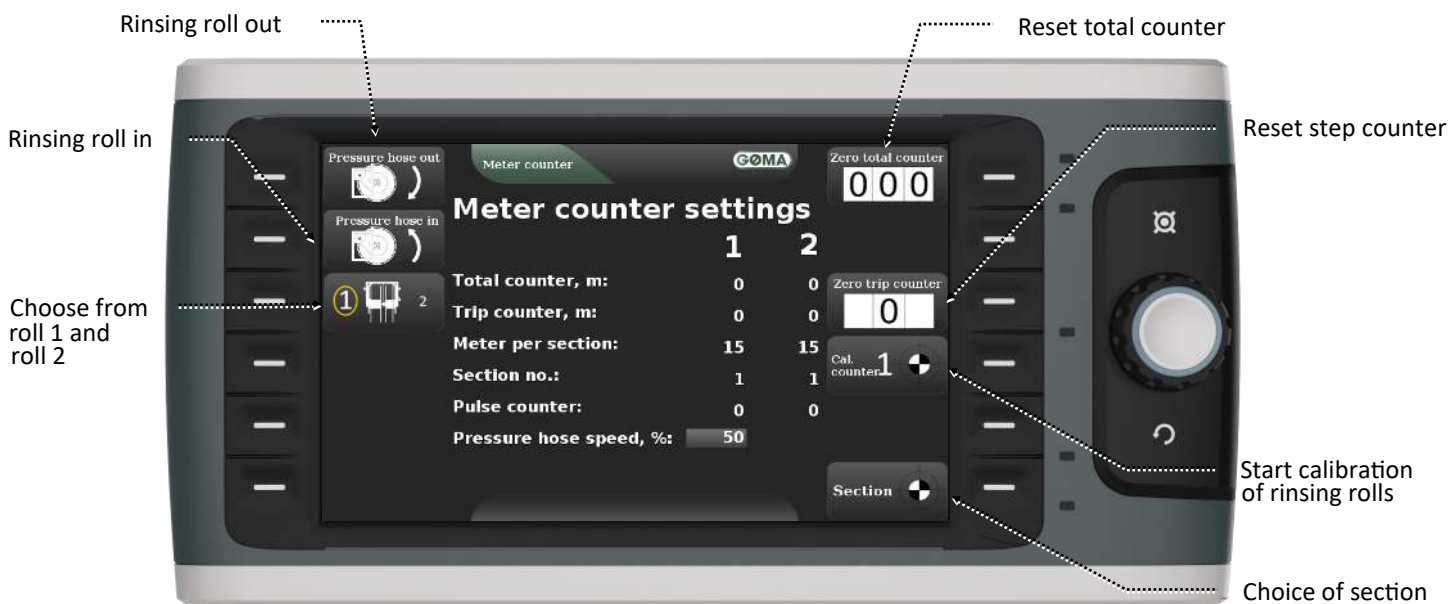 Rinsing roll out
Reset total counter
Rinsing roll in
Reset step counter
Pressure hose out
Meter counter
GØMA
Zero total counter
000
Meter counter settings
Pressure hose in
1 2
Choose from
roll 1 and
roll 2
1 2
Total counter, m: 0 0
Zero trip counter
0
Trip counter, m: 0 0
Meter per section: 15 15
Cal.
counter 1
Section no.: 1 1
Pulse counter: 0 0
Pressure hose speed, %: 50
Start calibration
of rinsing rolls
Section
Choice of section